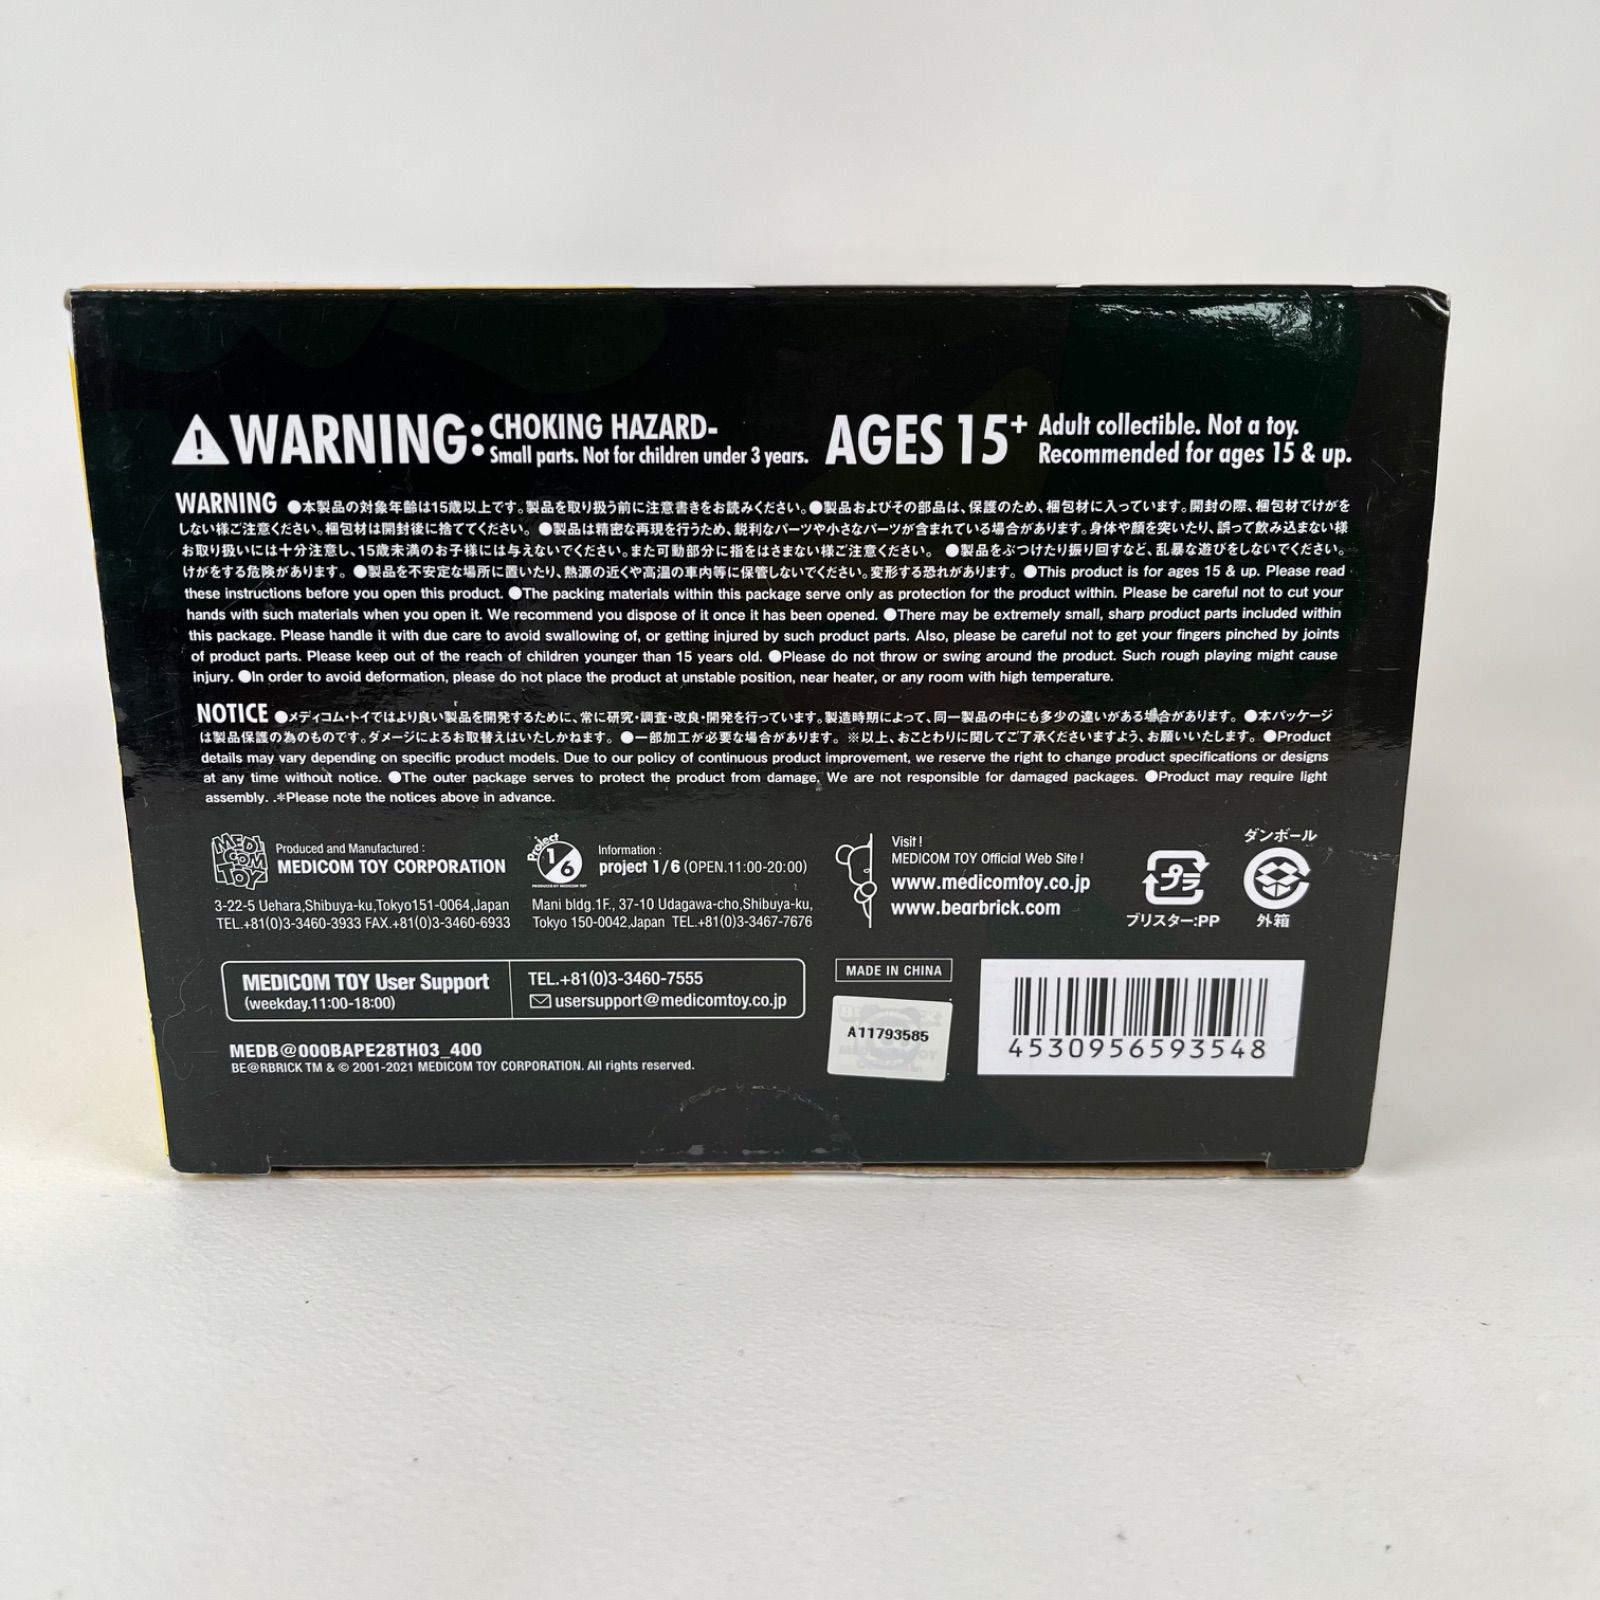 WARNING: CHOKING HAZARD-
Small parts. Not for children under 3 years.
AGES 15+ Adult collectible. Not a toy.
Recommended for ages 15 & up.
WARNING ●本製品の対象年齢は15歳以上です。製品を取り扱う前に注意書きをお読みください。●製品およびその部品は、保護のため、梱包材に入っています。開封の際、梱包材でけがを
しない様ご注意ください。梱包材は開封後に捨ててください。 ●製品は精密な再現を行うため、鋭利なパーツや小さなパーツが含まれている場合があります。身体や顔を突いたり、誤って飲み込まない様
お取り扱いには十分注意し、15歳未満のお子様には与えないでください。また可動部分に指をはさまない様ご注意ください。 ●製品をぶつけたり振り回すなど、乱暴な遊びをしないでください。
けがをする危険があります。 ●製品を不安定な場所に置いたり、熱源の近くや高温の車内等に保管しないでください。変形する恐れがあります。 ●This product is for ages 15 & up. Please read
these instructions before you open this product. ●The packing materials within this package serve only as protection for the product within. Please be careful not to cut your
hands with such materials when you open it. We recommend you dispose of it once it has been opened. ●There may be extremely small, sharp product parts included within
this package. Please handle it with due care to avoid swallowing of, or getting injured by such product parts. Also, please be careful not to get your fingers pinched by joints
of product parts. Please keep out of the reach of children younger than 15 years old. ●Please do not throw or swing around the product. Such rough playing might cause
injury. ●In order to avoid deformation, please do not place the product at unstable position, near heater, or any room with high temperature.
NOTICE ●メディコム・トイではより良い製品を開発するために、常に研究・調査・改良・開発を行っています。製造時期によって、同一製品の中にも多少の違いがある場合があります。 ●本パッケージ
は製品保護の為のものです。ダメージによるお取替えはいたしかねます。 ●一部加工が必要な場合があります。 ※以上、おことわりに関してご了承くださいますよう、お願いいたします。 ●Product
details may vary depending on specific product models. Due to our policy of continuous product improvement, we reserve the right to change product specifications or designs
at any time without notice. ●The outer package serves to protect the product from damage, We are not responsible for damaged packages. ●Product may require light
assembly. .※Please note the notices above in advance.
MEDI COM TOY
Produced and Manufactured :
MEDICOM TOY CORPORATION
3-22-5 Uehara,Shibuya-ku,Tokyo151-0064,Japan
TEL.+81(0)3-3460-3933 FAX.+81(0)3-6460-6933
Project 1/6
PRODUCED BY MEDICOM TOY
Information :
project 1/6 (OPEN.11:00-20:00)
Mani bldg.1F., 37-10 Udagawa-cho,Shibuya-ku,
Tokyo 150-0042,Japan TEL.+81(0)3-3467-7676
Visit !
MEDICOM TOY Official Web Site !
www.medicomtoy.co.jp
www.bearbrick.com
プラ
ブリスター:PP
ダンボール
外箱
MEDICOM TOY User Support
(weekday.11:00-18:00)
TEL.+81(0)3-3460-7555
usersupport@medicomtoy.co.jp
MADE IN CHINA
A11793585
4530956593548
MEDB@000BAPE28TH03_400
BE@RBRICK TM & © 2001-2021 MEDICOM TOY CORPORATION. All rights reserved.